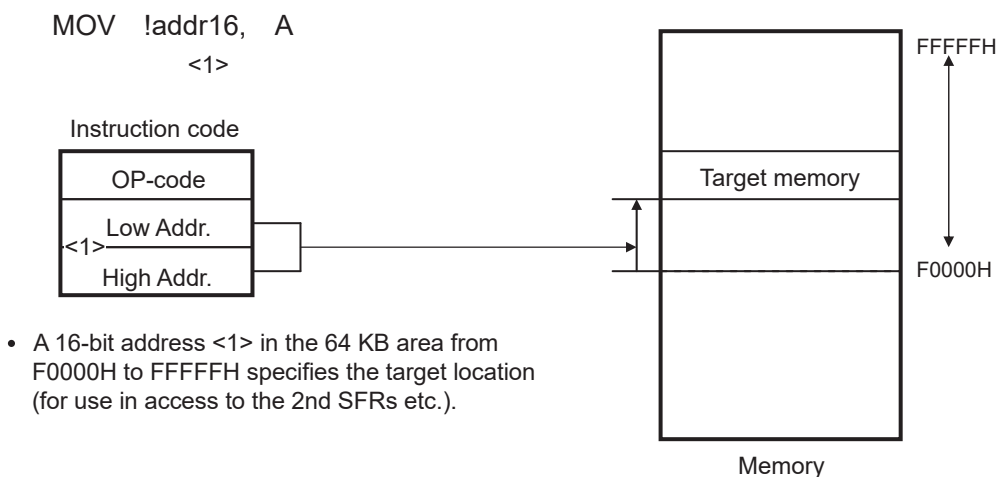 MOV !addr16, A
<1>
Instruction code
OP-code
Low Addr.
<1>
High Addr.
FFFFFH
Target memory
F0000H
Memory
• A 16-bit address <1> in the 64 KB area from
F0000H to FFFFFH specifies the target location
(for use in access to the 2nd SFRs etc.).